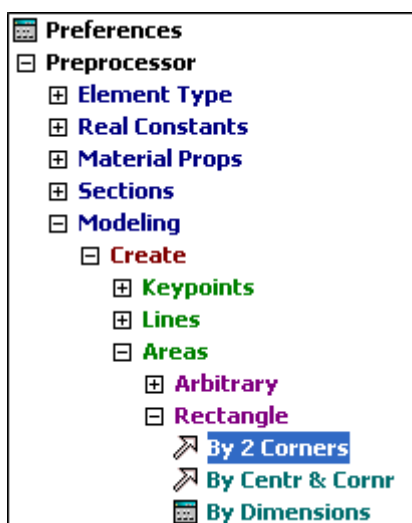 Preferences
Preprocessor
Element Type
Real Constants
Material Props
Sections
Modeling
Create
Keypoints
Lines
Areas
Arbitrary
Rectangle
By 2 Corners
By Centr & Cornr
By Dimensions